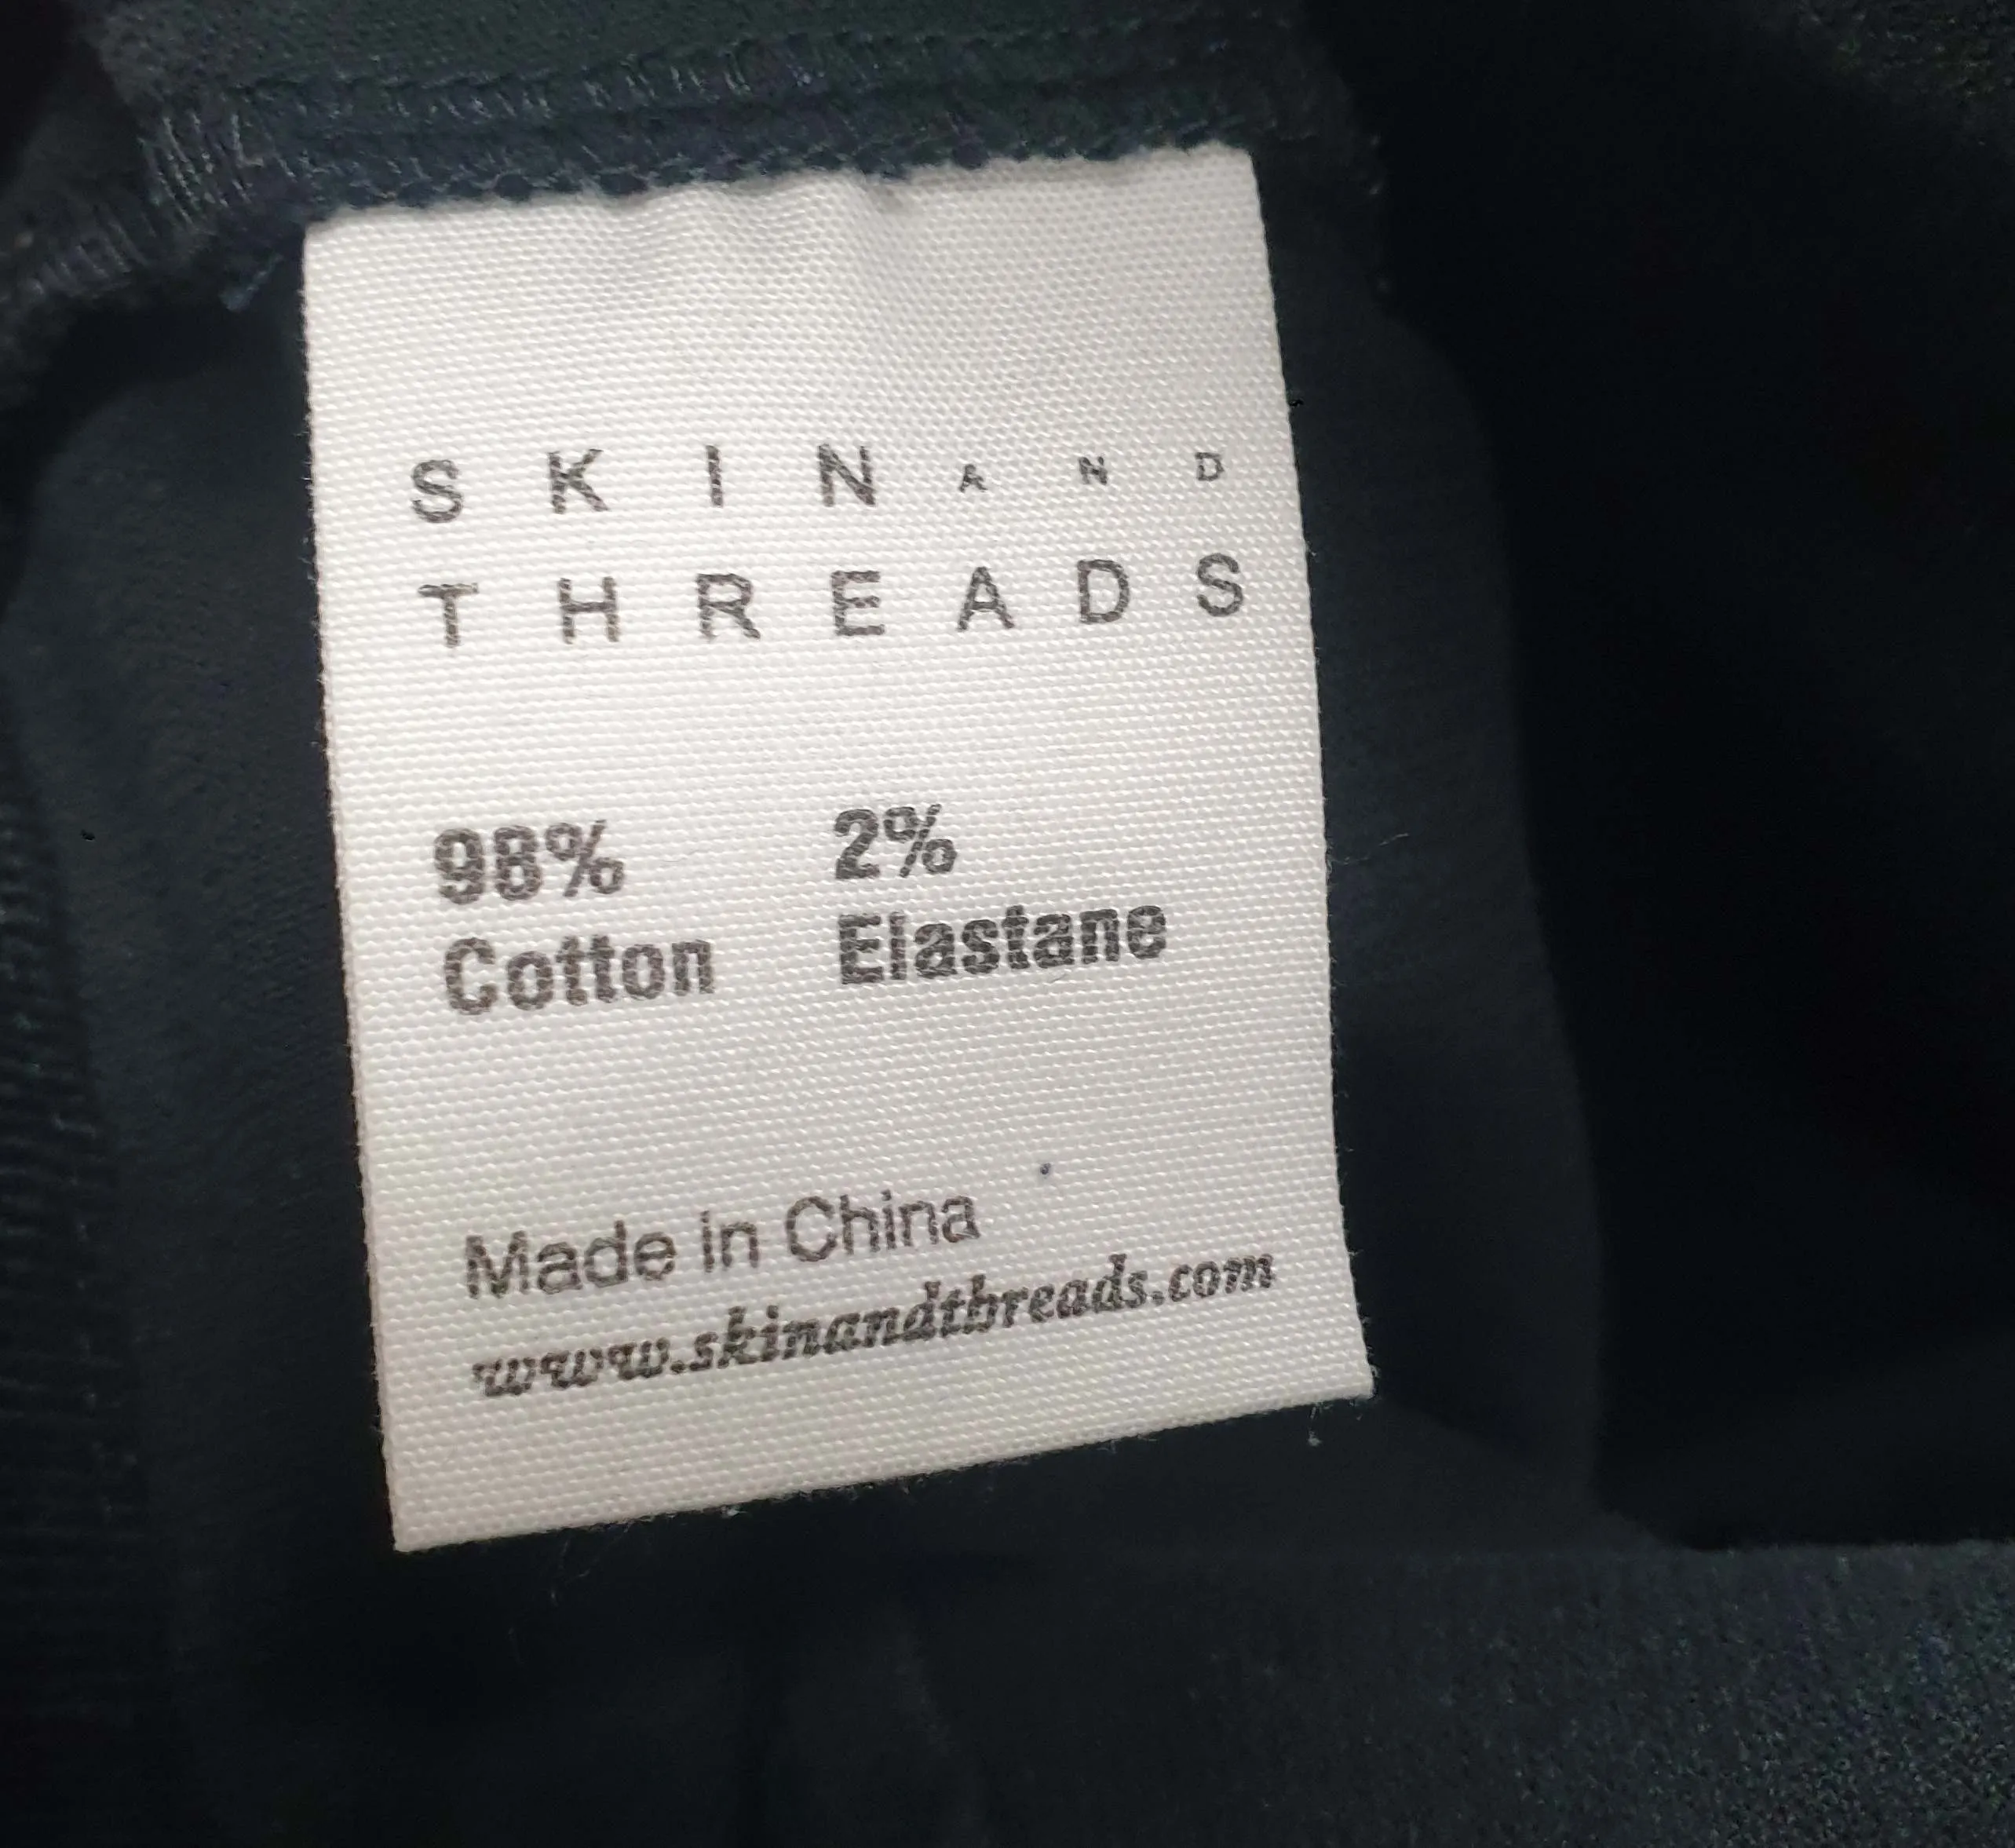 SKIN AND
THREADS
98% 2%
Cotton Elastane
Made in China
www.skinandthreads.com